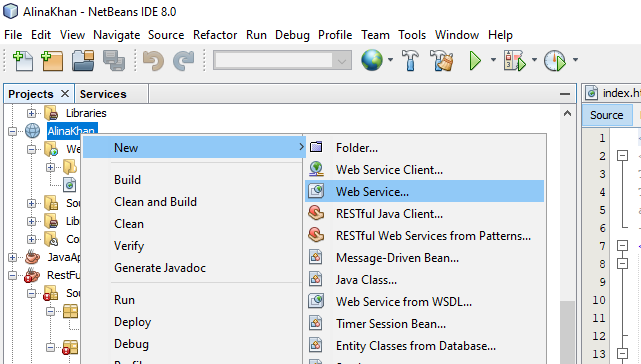 AlinaKhan - NetBeans IDE 8.0
File Edit View Navigate Source Refactor Run Debug Profile Team Tools Window Help
Projects Services
Libraries
AlinaKhan
We
Sou
Lib
Co
JavaAp
RestFu
Sou
New
Build
Clean and Build
Clean
Verify
Generate Javadoc
Run
Deploy
Debug
Folder...
Web Service Client...
Web Service...
RESTful Java Client...
RESTful Web Services from Patterns...
Message-Driven Bean...
Java Class...
Web Service from WSDL...
Timer Session Bean...
Entity Classes from Database...
index.h
Source
1
2
3
4
5
6
7
8
9
10
11
12
13